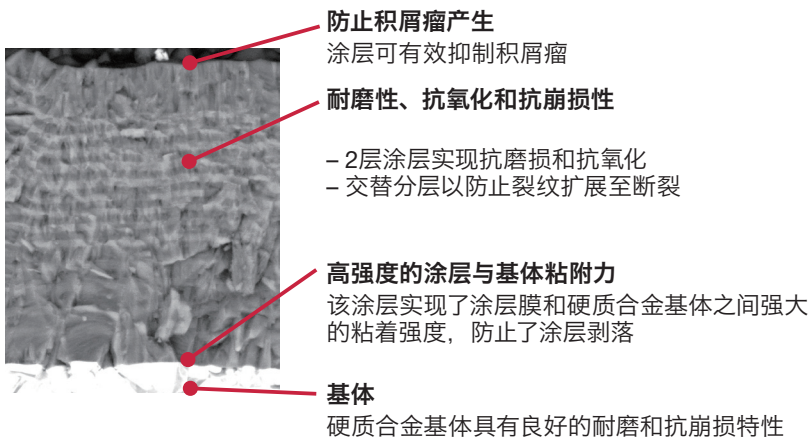 防止积屑瘤产生
涂层可有效抑制积屑瘤
耐磨性、抗氧化和抗崩损性
– 2层涂层实现抗磨损和抗氧化
– 交替分层以防止裂纹扩展至断裂
高强度的涂层与基体粘附力
该涂层实现了涂层膜和硬质合金基体之间强大
的粘着强度，防止了涂层剥落
基体
硬质合金基体具有良好的耐磨和抗崩损特性